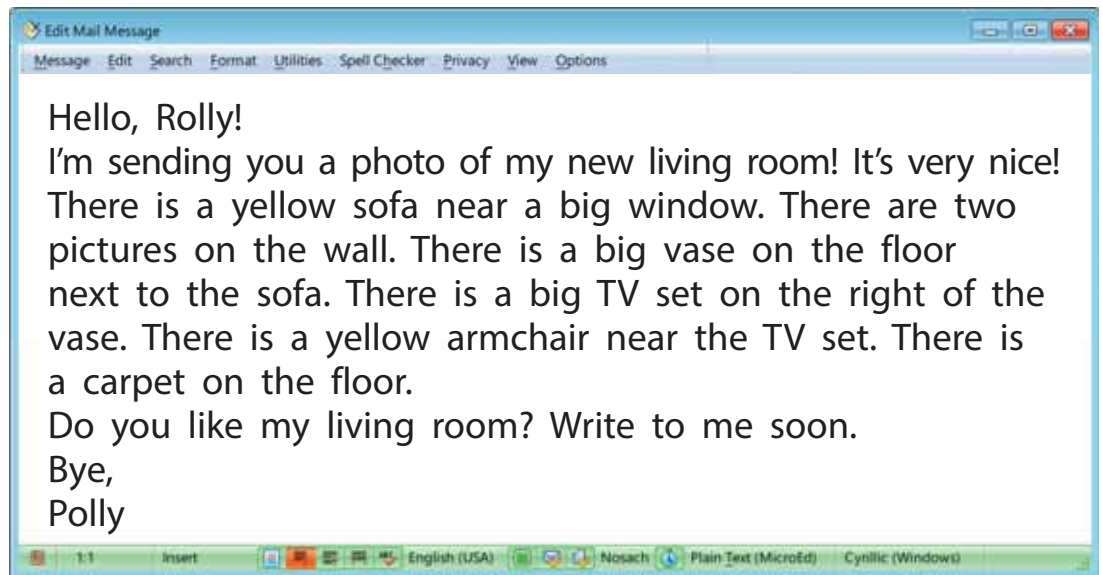 Edit Mail Message
Message Edit Search Format Utilities Spell Checker Privacy View Options
Hello, Rolly!
I'm sending you a photo of my new living room! It's very nice!
There is a yellow sofa near a big window. There are two
pictures on the wall. There is a big vase on the floor
next to the sofa. There is a big TV set on the right of the
vase. There is a yellow armchair near the TV set. There is
a carpet on the floor.
Do you like my living room? Write to me soon.
Bye,
Polly
1:1 Insert English (USA) Nosach Plain Text (MicroEd) Cyrillic (Windows)